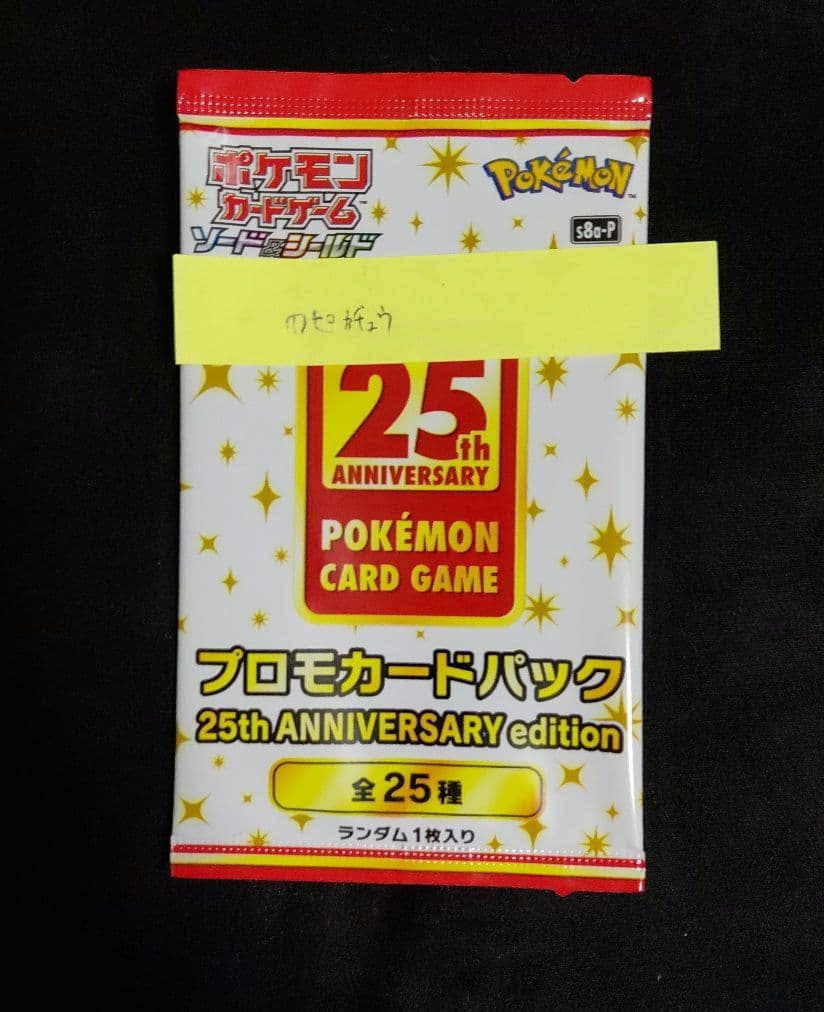 ポケモン
カードゲーム
ソード&シールド
Pokémon
s8a-P
のピカチュウ
25th
ANNIVERSARY
POKÉMON
CARD GAME
プロモカードパック
25th ANNIVERSARY edition
全25種
ランダム1枚入り